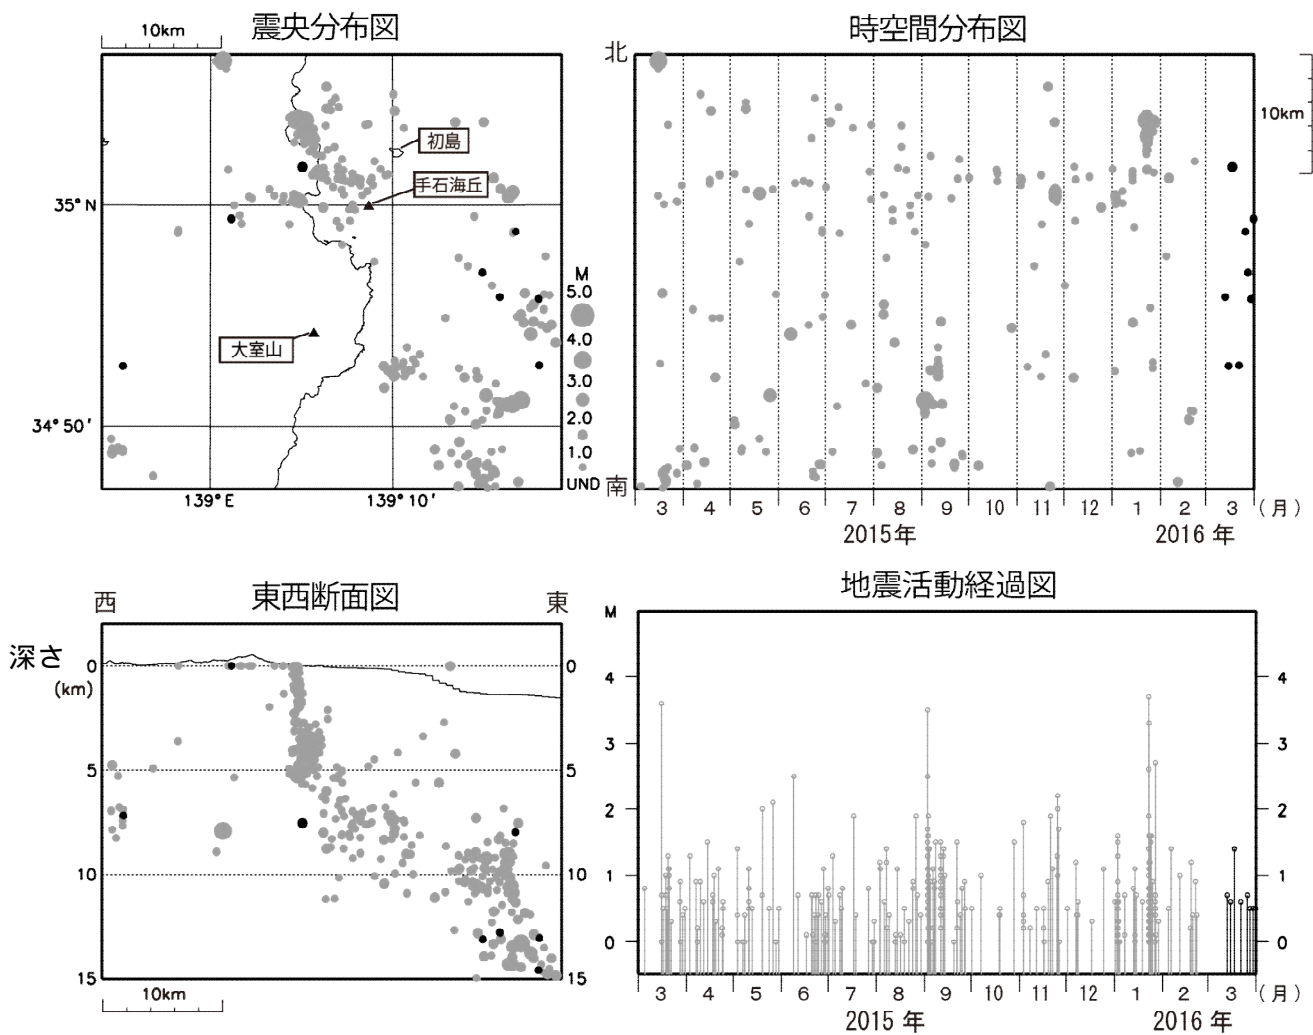 震央分布図
10km
初島
手石海丘
35°N
大室山
34°50'
139°E
139°10'
M
5.0
4.0
3.0
2.0
1.0
UND
時空間分布図
北
南
10km
3 4 5 6 7 8 9 10 11 12 1 2 3 (月)
2015年 2016 年
東西断面図
西 東
深さ
(km)
0 0
5 5
10 10
15 15
10km
地震活動経過図
M
4 4
3 3
2 2
1 1
0 0
3 4 5 6 7 8 9 10 11 12 1 2 3 (月)
2015 年 2016 年